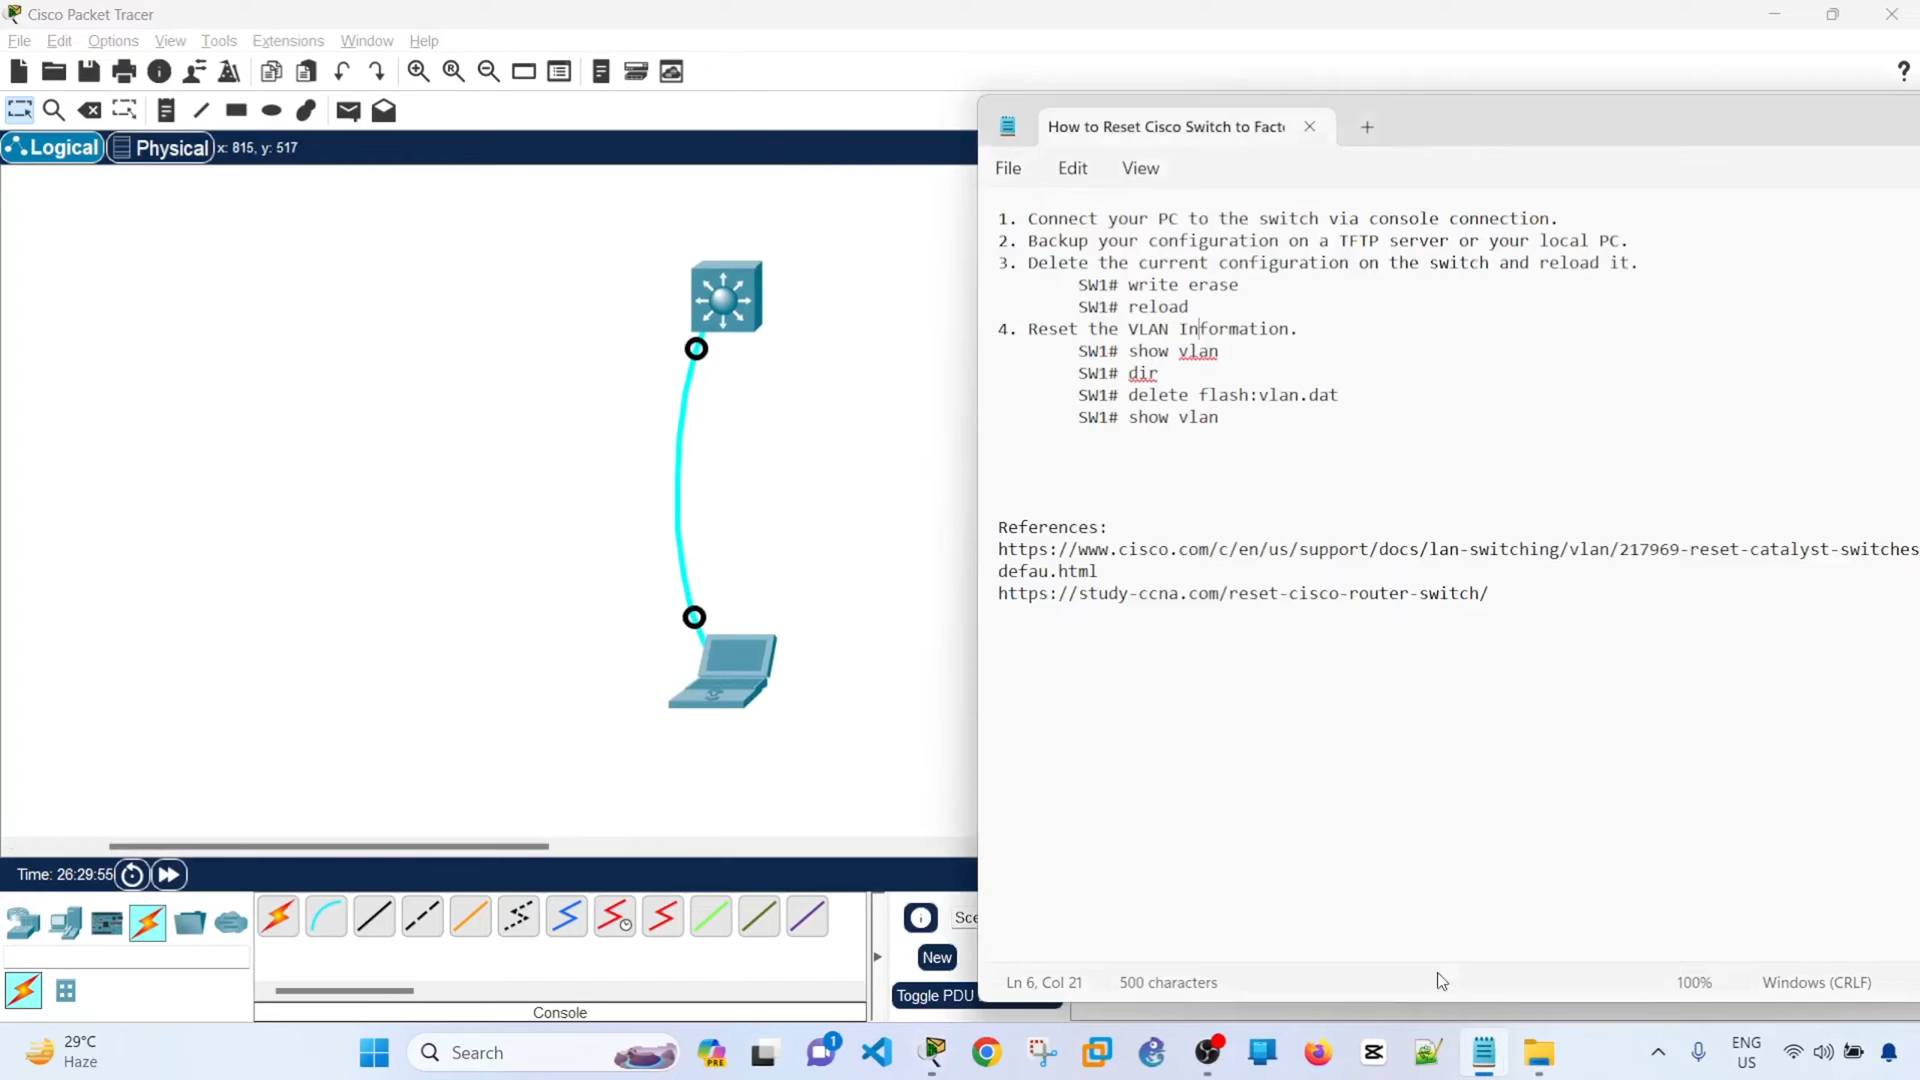 Cisco Packet Tracer
File Edit Options View Tools Extensions Window Help
?
Logical Physical x: 815, y: 517
How to Reset Cisco Switch to Facto
File Edit View
1. Connect your PC to the switch via console connection.
2. Backup your configuration on a TFTP server or your local PC.
3. Delete the current configuration on the switch and reload it.
SW1# write erase
SW1# reload
4. Reset the VLAN Information.
SW1# show vlan
SW1# dir
SW1# delete flash:vlan.dat
SW1# show vlan
References:
https://www.cisco.com/c/en/us/support/docs/lan-switching/vlan/217969-reset-catalyst-switches
defau.html
https://study-ccna.com/reset-cisco-router-switch/
Ln 6, Col 21 500 characters 100% Windows (CRLF)
Time: 26:29:55
Sce
New
Toggle PDU
Console
29°C
Haze
Search
PRE
1
ENG
US